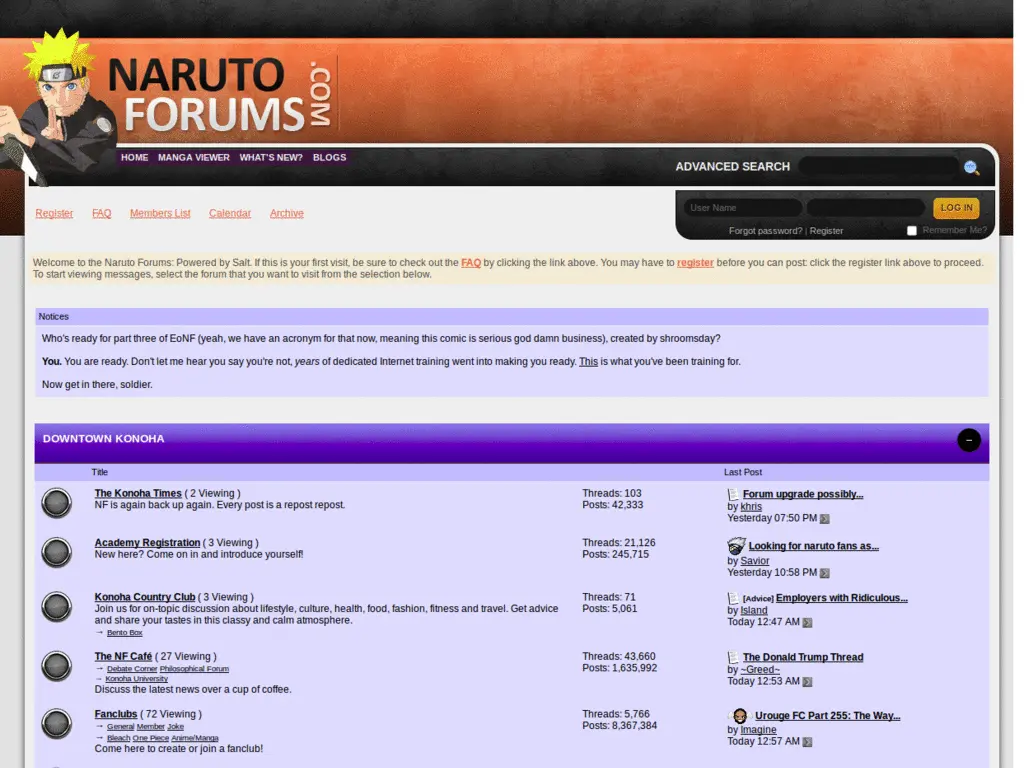 NARUTO
FORUMS
.COM
HOME MANGA VIEWER WHAT'S NEW? BLOGS
ADVANCED SEARCH
Register FAQ Members List Calendar Archive
User Name
LOG IN
Forgot password? | Register
Remember Me?
Welcome to the Naruto Forums: Powered by Salt. If this is your first visit, be sure to check out the FAQ by clicking the link above. You may have to register before you can post: click the register link above to proceed.
To start viewing messages, select the forum that you want to visit from the selection below.
Notices
Who's ready for part three of EoNF (yeah, we have an acronym for that now, meaning this comic is serious god damn business), created by shroomsday?
You. You are ready. Don't let me hear you say you're not, years of dedicated Internet training went into making you ready. This is what you've been training for.
Now get in there, soldier.
DOWNTOWN KONOHA
Title Last Post
The Konoha Times ( 2 Viewing )
NF is again back up again. Every post is a repost repost.
Threads: 103
Posts: 42,333
Forum upgrade possibly...
by khris
Yesterday 07:50 PM
Academy Registration ( 3 Viewing )
New here? Come on in and introduce yourself!
Threads: 21,126
Posts: 245,715
Looking for naruto fans as...
by Savior
Yesterday 10:58 PM
Konoha Country Club ( 3 Viewing )
Join us for on-topic discussion about lifestyle, culture, health, food, fashion, fitness and travel. Get advice
and share your tastes in this classy and calm atmosphere.
→ Bento Box
Threads: 71
Posts: 5,061
[Advice] Employers with Ridiculous...
by Island
Today 12:47 AM
The NF Café ( 27 Viewing )
→ Debate Corner Philosophical Forum
→ Konoha University
Discuss the latest news over a cup of coffee.
Threads: 43,660
Posts: 1,635,992
The Donald Trump Thread
by ~Greed~
Today 12:53 AM
Fanclubs ( 72 Viewing )
→ General Member Joke
→ Bleach One Piece Anime/Manga
Come here to create or join a fanclub!
Threads: 5,766
Posts: 8,367,384
Urouge FC Part 255: The Way...
by Imagine
Today 12:57 AM